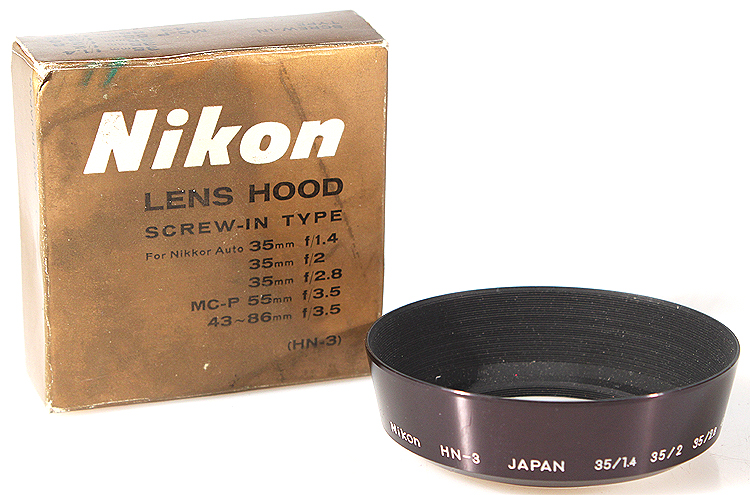 Nikon
LENS HOOD
SCREW-IN TYPE
For Nikkor Auto 35mm f/1.4
35mm f/2
35mm f/2.8
MC-P 55mm f/3.5
43~86mm f/3.5
(HN-3)
Nikon HN-3 JAPAN 35/1.4 35/2 35/2.8